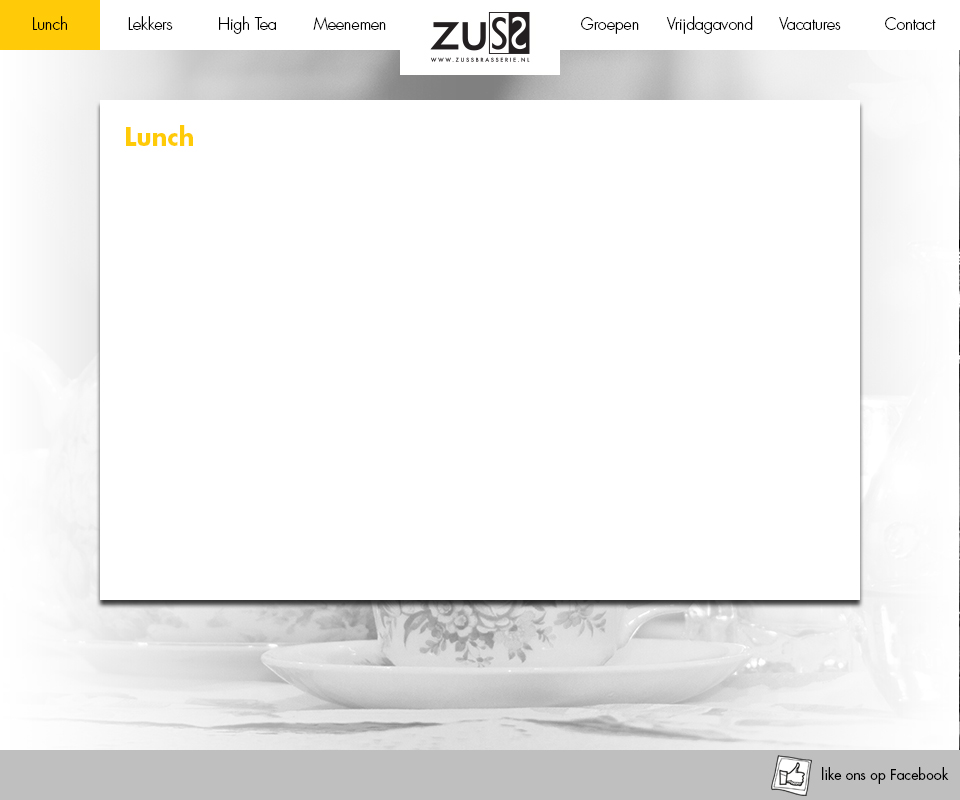 Lunch Lekkers High Tea Meenemen ZUSS Groepen Vrijdagavond Vacatures Contact
WWW.ZUSSBRASSERIE.NL
Lunch
like ons op Facebook